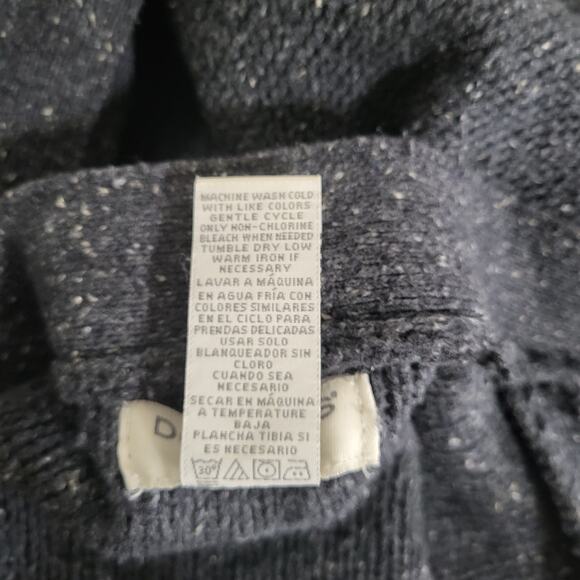 MACHINE WASH COLD
WITH LIKE COLORS
GENTLE CYCLE
ONLY NON-CHLORINE
BLEACH WHEN NEEDED
TUMBLE DRY LOW
WARM IRON IF
NECESSARY
LAVAR A MÁQUINA
EN AGUA FRÍA CON
COLORES SIMILARES
EN EL CICLO PARA
PRENDAS DELICADAS
USAR SOLO
BLANQUEADOR SIN
CLORO
CUANDO SEA
NECESARIO
SECAR EN MÁQUINA
A TEMPERATURE
BAJA
PLANCHA TIBIA SI
ES NECESSARY
30°